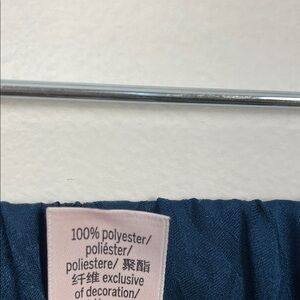 100% polyester/
poliéster/
poliestere/ 聚酯
纤维 exclusive
of decoration/